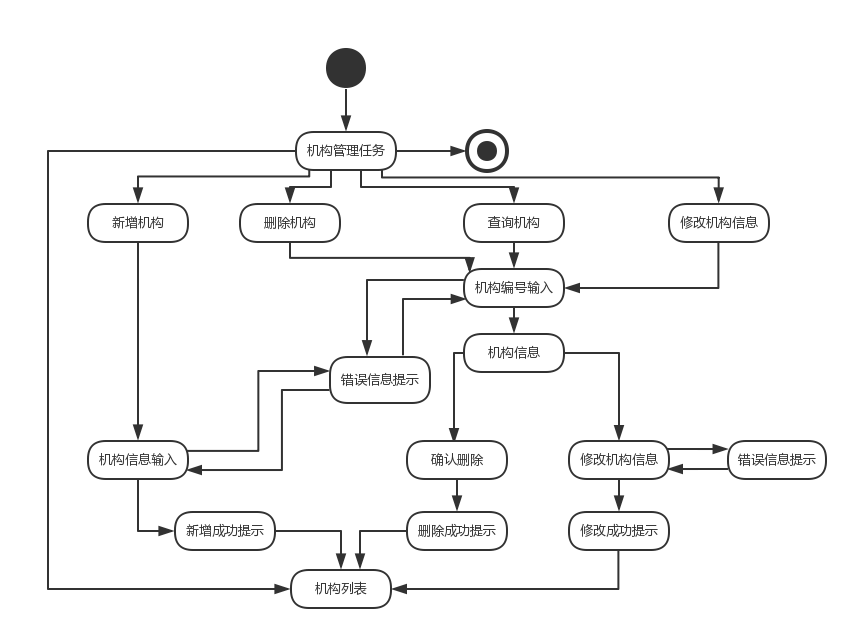 机构管理任务
新增机构
删除机构
查询机构
修改机构信息
机构编号输入
机构信息
错误信息提示
机构信息输入
确认删除
修改机构信息
错误信息提示
新增成功提示
删除成功提示
修改成功提示
机构列表